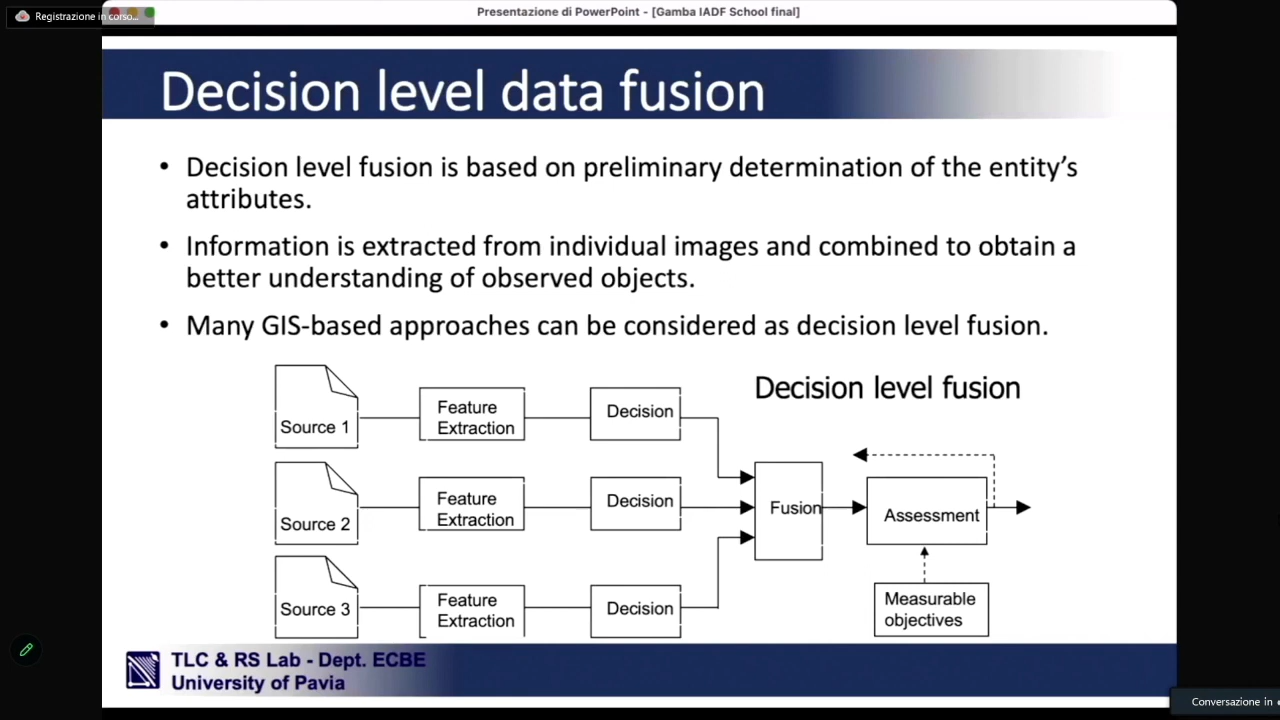 Registrazione in corso...
Presentazione di PowerPoint - [Gamba IADF School final]
Decision level data fusion
• Decision level fusion is based on preliminary determination of the entity's
attributes.
• Information is extracted from individual images and combined to obtain a
better understanding of observed objects.
• Many GIS-based approaches can be considered as decision level fusion.
Decision level fusion
Source 1
Feature
Extraction
Decision
Source 2
Feature
Extraction
Decision
Fusion
Assessment
Source 3
Feature
Extraction
Decision
Measurable
objectives
TLC & RS Lab - Dept. ECBE
University of Pavia
Conversazione in